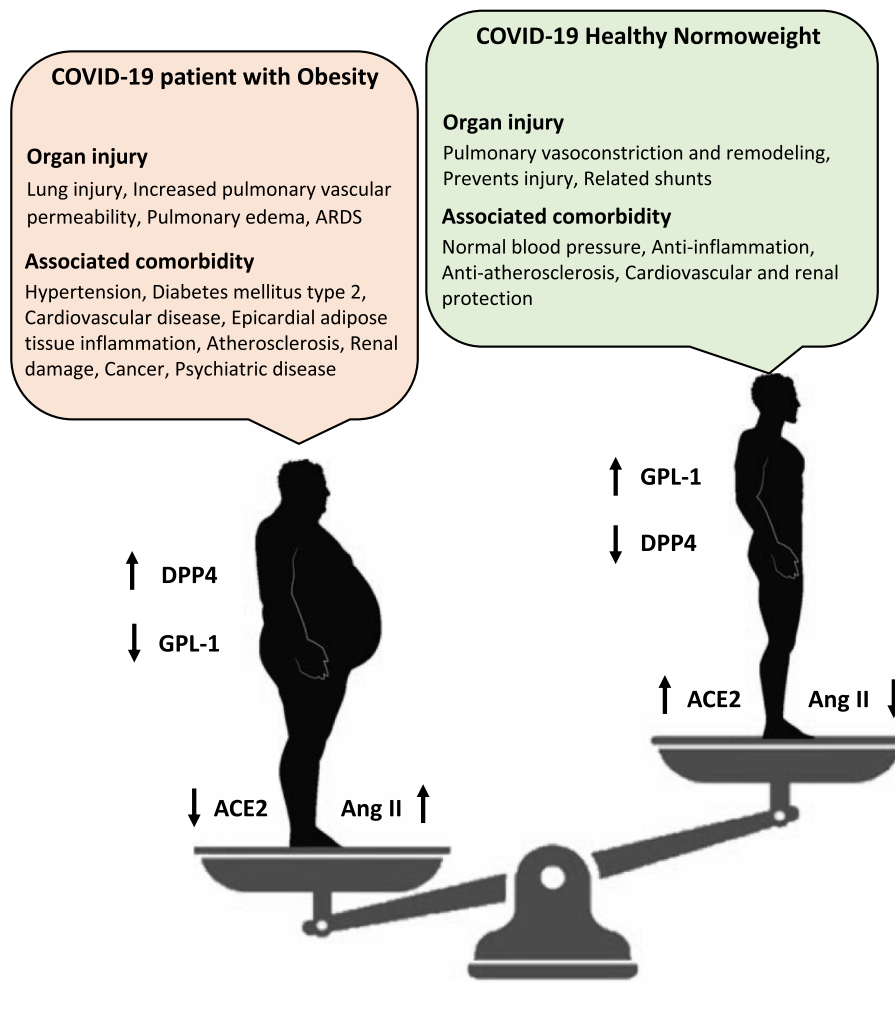 COVID-19 patient with Obesity
Organ injury
Lung injury, Increased pulmonary vascular
permeability, Pulmonary edema, ARDS
Associated comorbidity
Hypertension, Diabetes mellitus type 2,
Cardiovascular disease, Epicardial adipose
tissue inflammation, Atherosclerosis, Renal
damage, Cancer, Psychiatric disease
COVID-19 Healthy Normoweight
Organ injury
Pulmonary vasoconstriction and remodeling,
Prevents injury, Related shunts
Associated comorbidity
Normal blood pressure, Anti-inflammation,
Anti-atherosclerosis, Cardiovascular and renal
protection
↑ DPP4
↓ GPL-1
↓ ACE2 Ang II ↑
↑ GPL-1
↓ DPP4
↑ ACE2 Ang II ↓